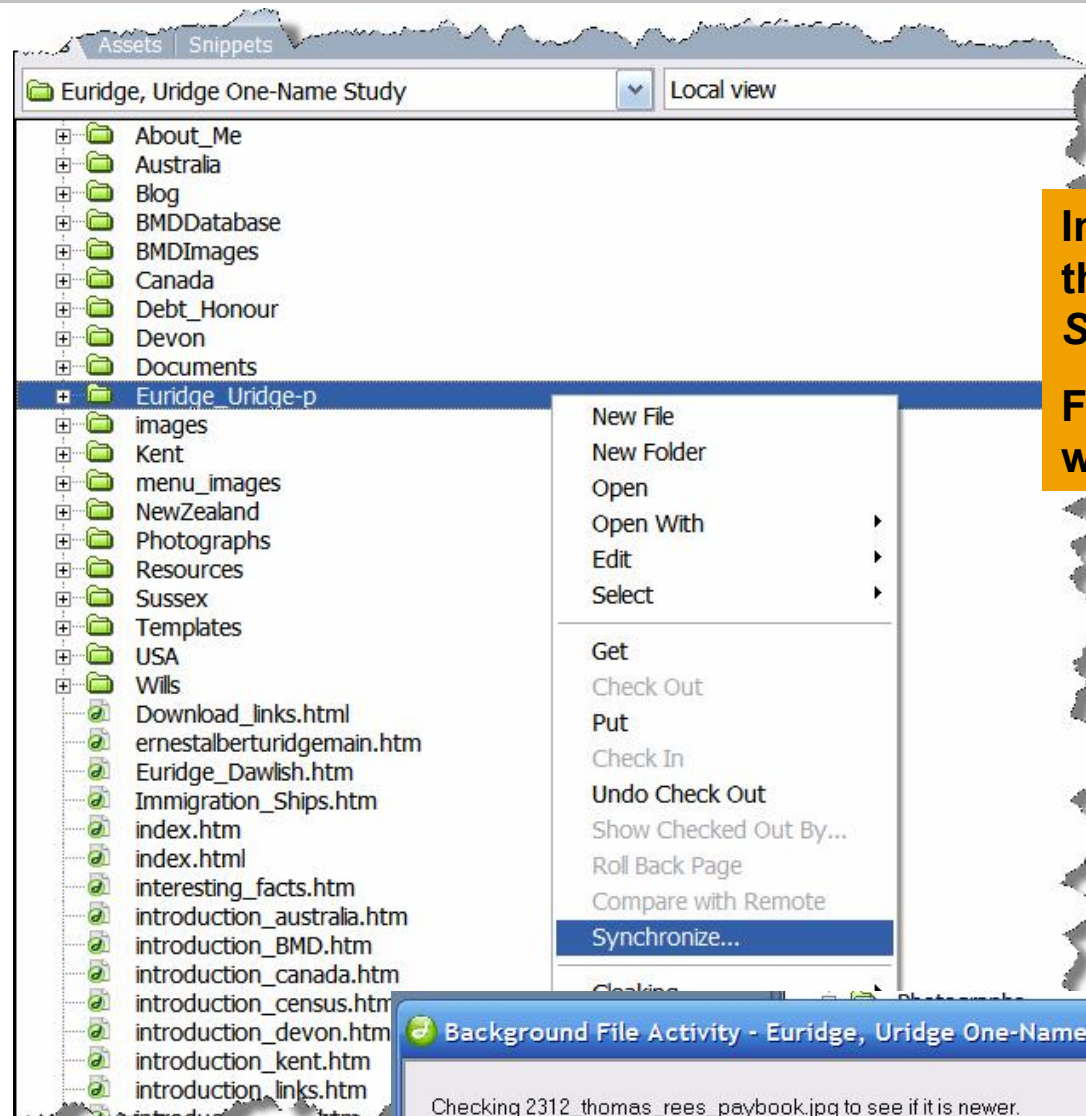 Assets Snippets
Euridge, Uridge One-Name Study Local view
About_Me
Australia
Blog
BMDDatabase
BMDImages
Canada
Debt_Honour
Devon
Documents
Euridge_Uridge-p
images
Kent
menu_images
NewZealand
Photographs
Resources
Sussex
Templates
USA
Wills
Download_links.html
ernestalberturidgemain.htm
Euridge_Dawlish.htm
Immigration_Ships.htm
index.htm
index.html
interesting_facts.htm
introduction_australia.htm
introduction_BMD.htm
introduction_canada.htm
introduction_census.htm
introduction_devon.htm
introduction_kent.htm
introduction_links.htm
New File
New Folder
Open
Open With
Edit
Select
Get
Check Out
Put
Check In
Undo Check Out
Show Checked Out By...
Roll Back Page
Compare with Remote
Synchronize...
Cloaking
Photographs
Background File Activity - Euridge, Uridge One-Name
Checking 2312_thomas_rees_paybook.jpg to see if it is newer.